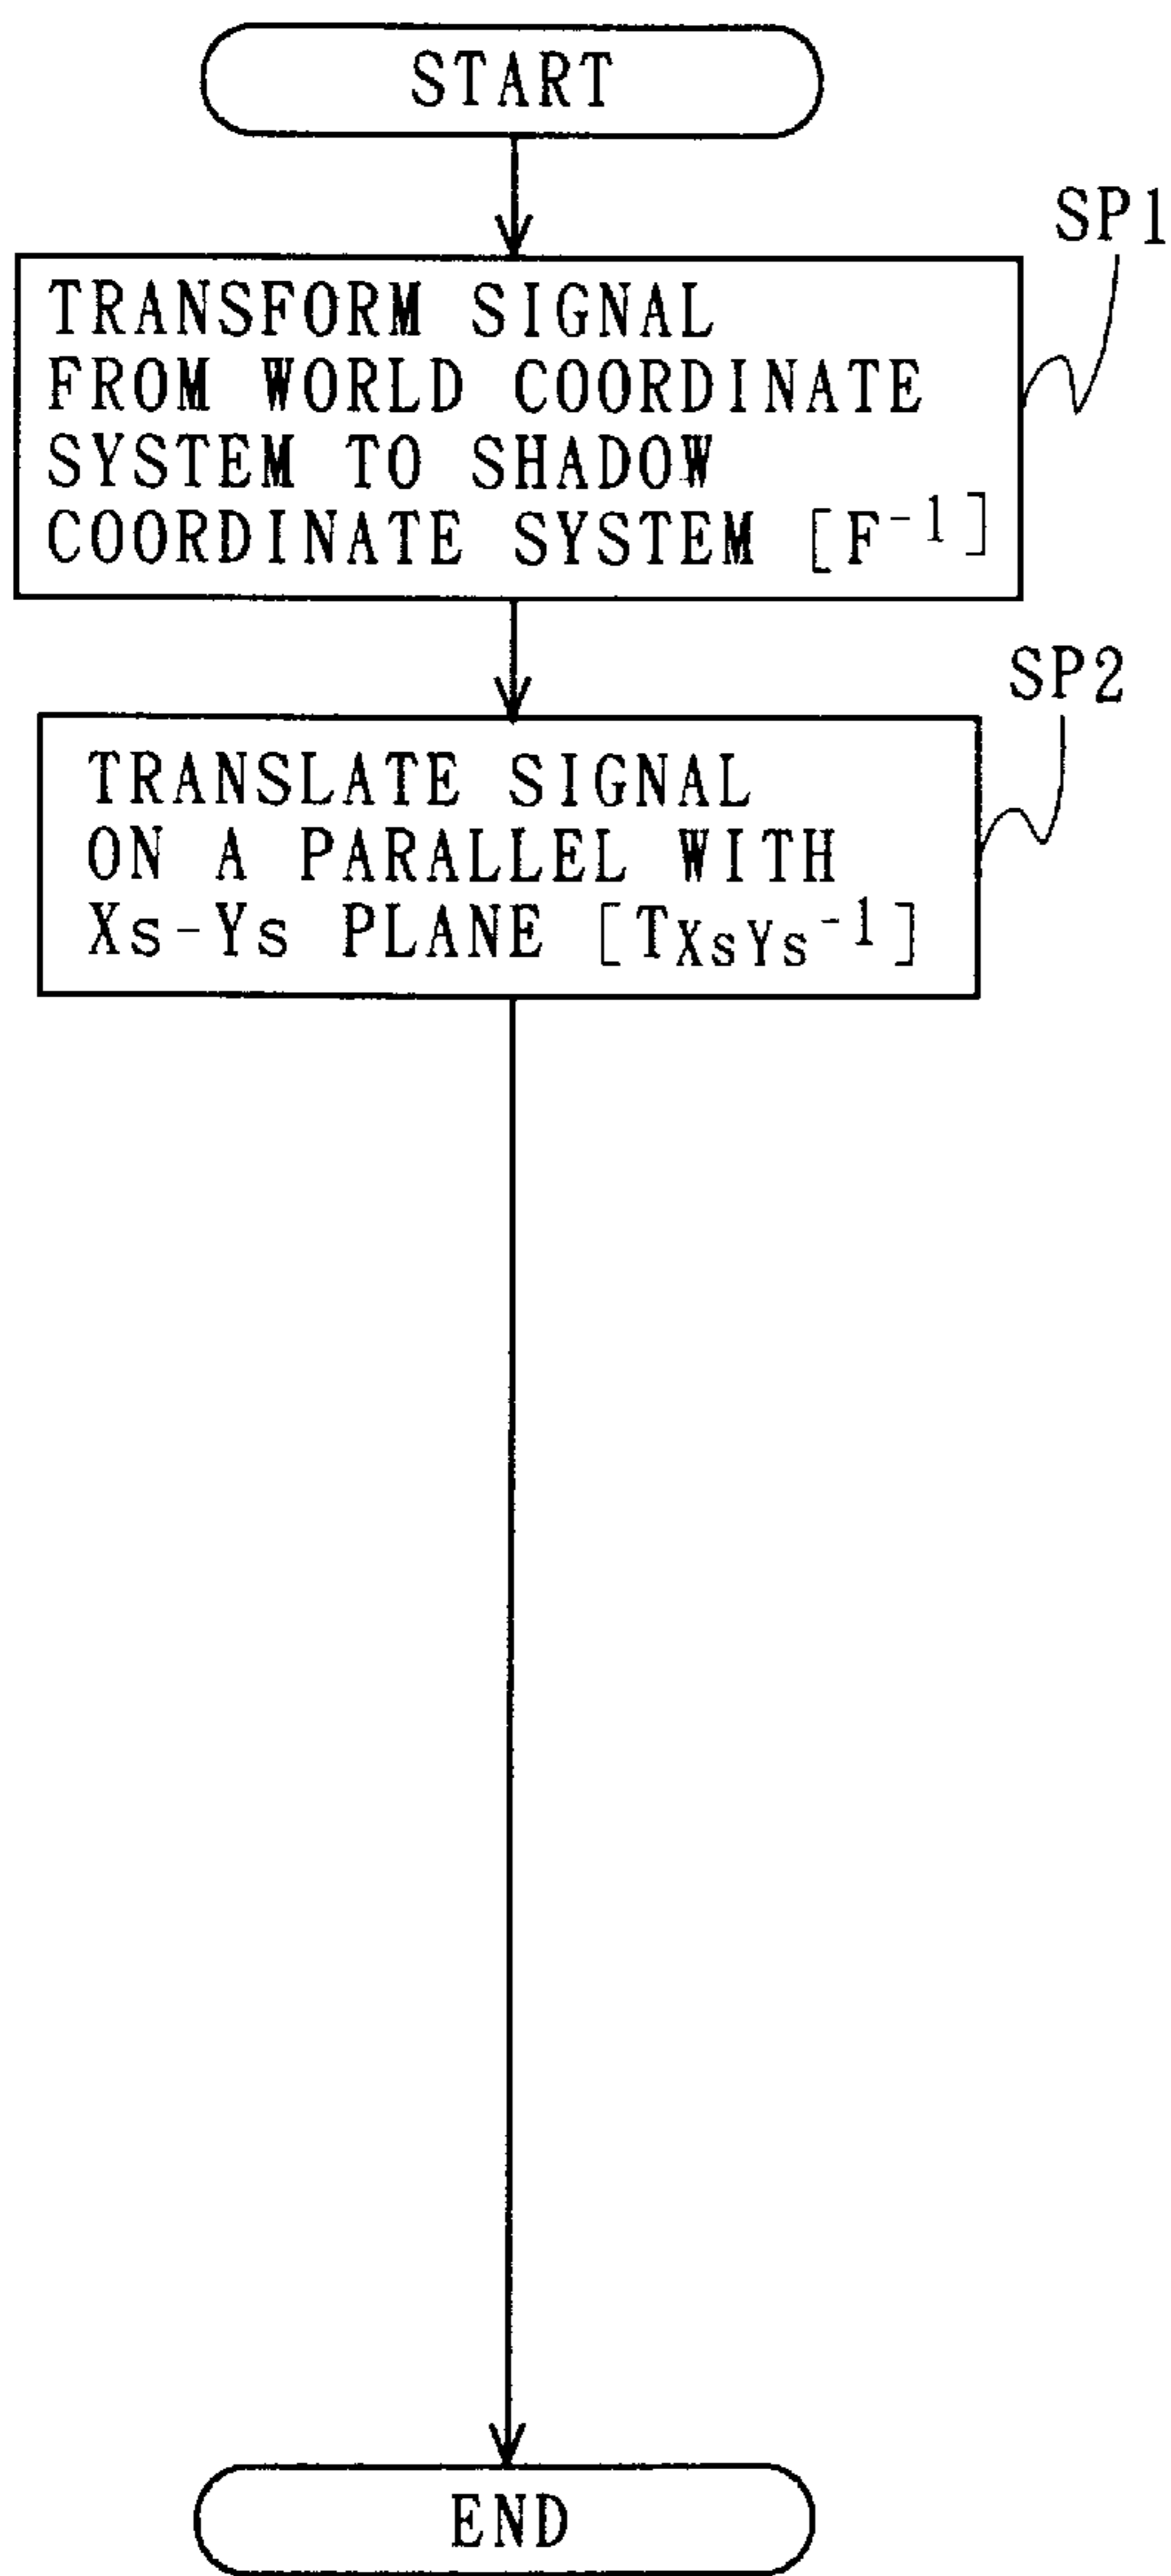 START
SP1
TRANSFORM SIGNAL
FROM WORLD COORDINATE
SYSTEM TO SHADOW
COORDINATE SYSTEM [F⁻¹]
SP2
TRANSLATE SIGNAL
ON A PARALLEL WITH
Xs-Ys PLANE [TXsYs⁻¹]
END